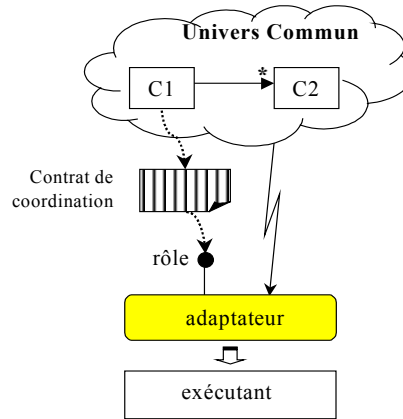 Univers Commun
C1
*
C2
Contrat de
coordination
rôle
adaptateur
exécutant